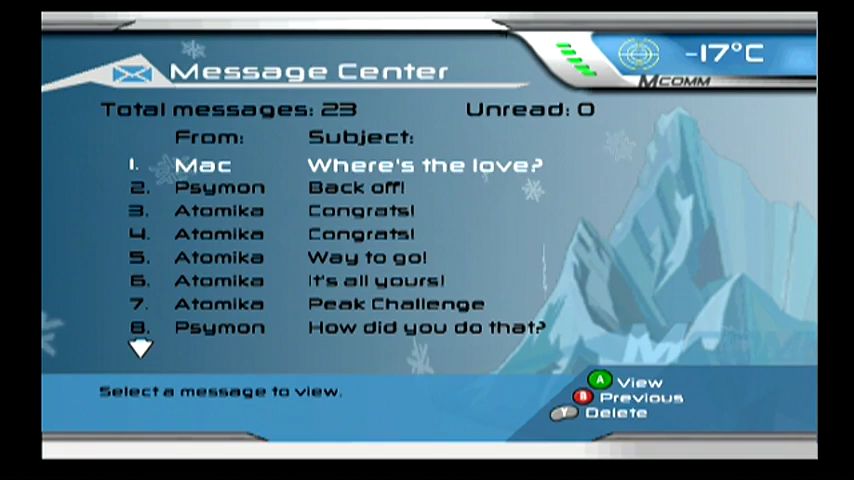 Message Center
-17°C
MCOMM
Total messages: 23 Unread: 0
From: Subject:
1. Mac Where's the love?
2. Psymon Back off!
3. Atomika Congrats!
4. Atomika Congrats!
5. Atomika Way to go!
6. Atomika It's all yours!
7. Atomika Peak Challenge
8. Psymon How did you do that?
Select a message to view.
A View
B Previous
Y Delete